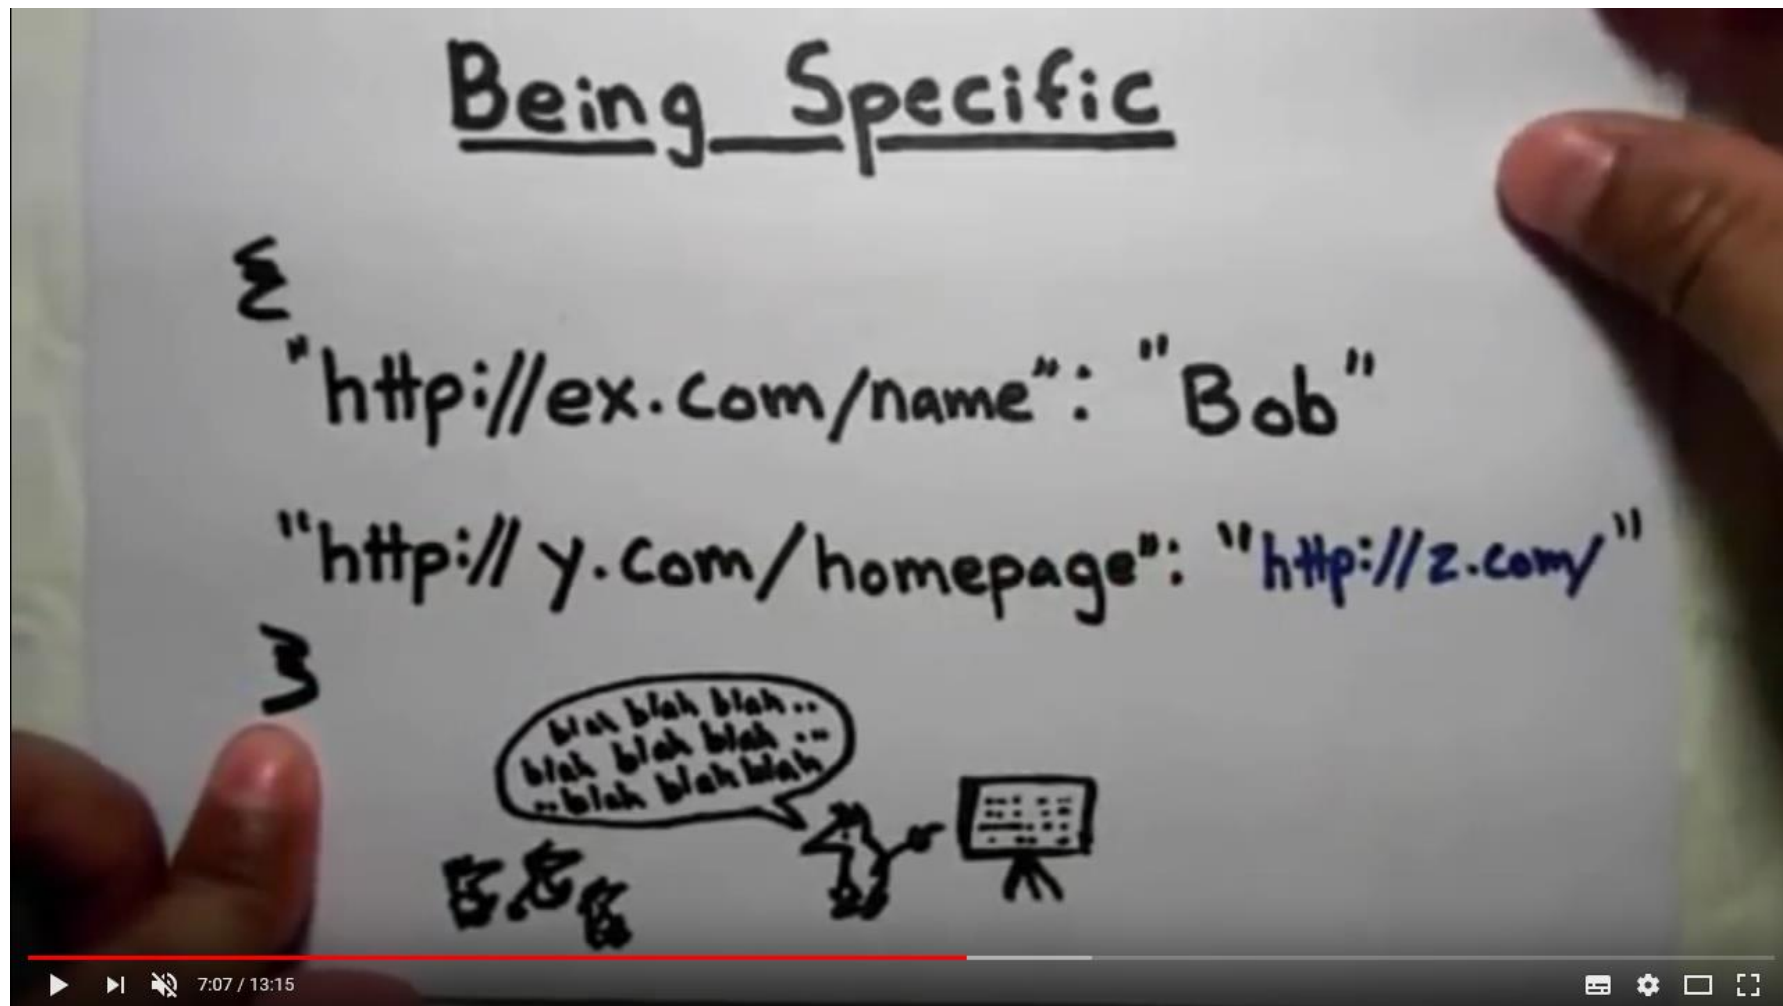 Being Specific
{
"http://ex.com/name": "Bob"
"http://y.com/homepage": "http://z.com/"
}
blah blah blah..
blah blah blah ...
..blah blah blah
7:07 / 13:15